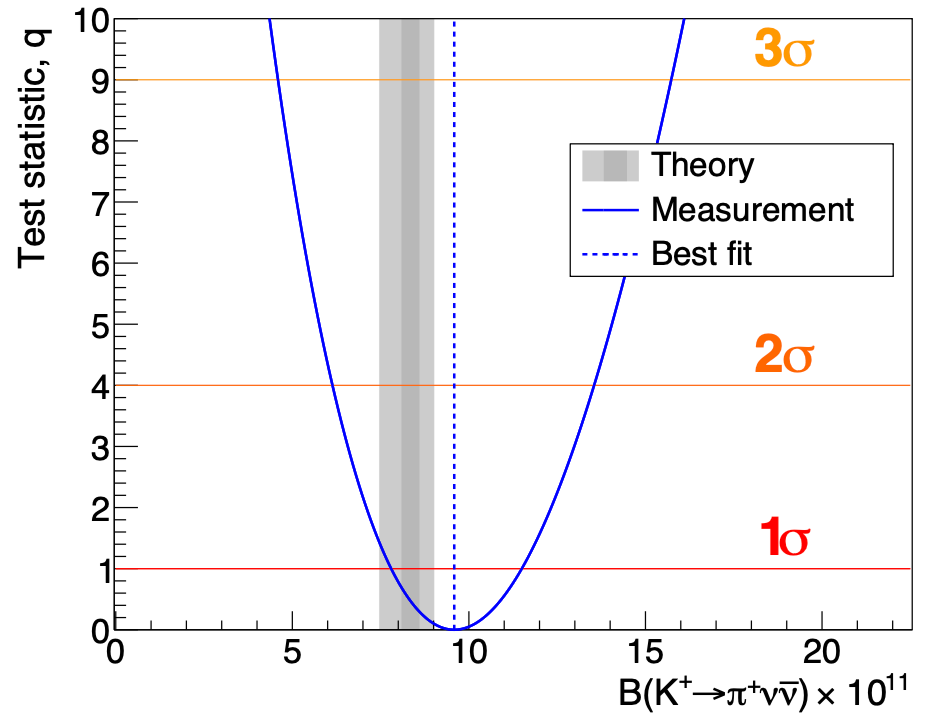 Test statistic, q
10
9
8
7
6
5
4
3
2
1
0
3σ
2σ
1σ
Theory
Measurement
Best fit
0 5 10 15 20
B(K⁺→π⁺νν̅) × 10¹¹